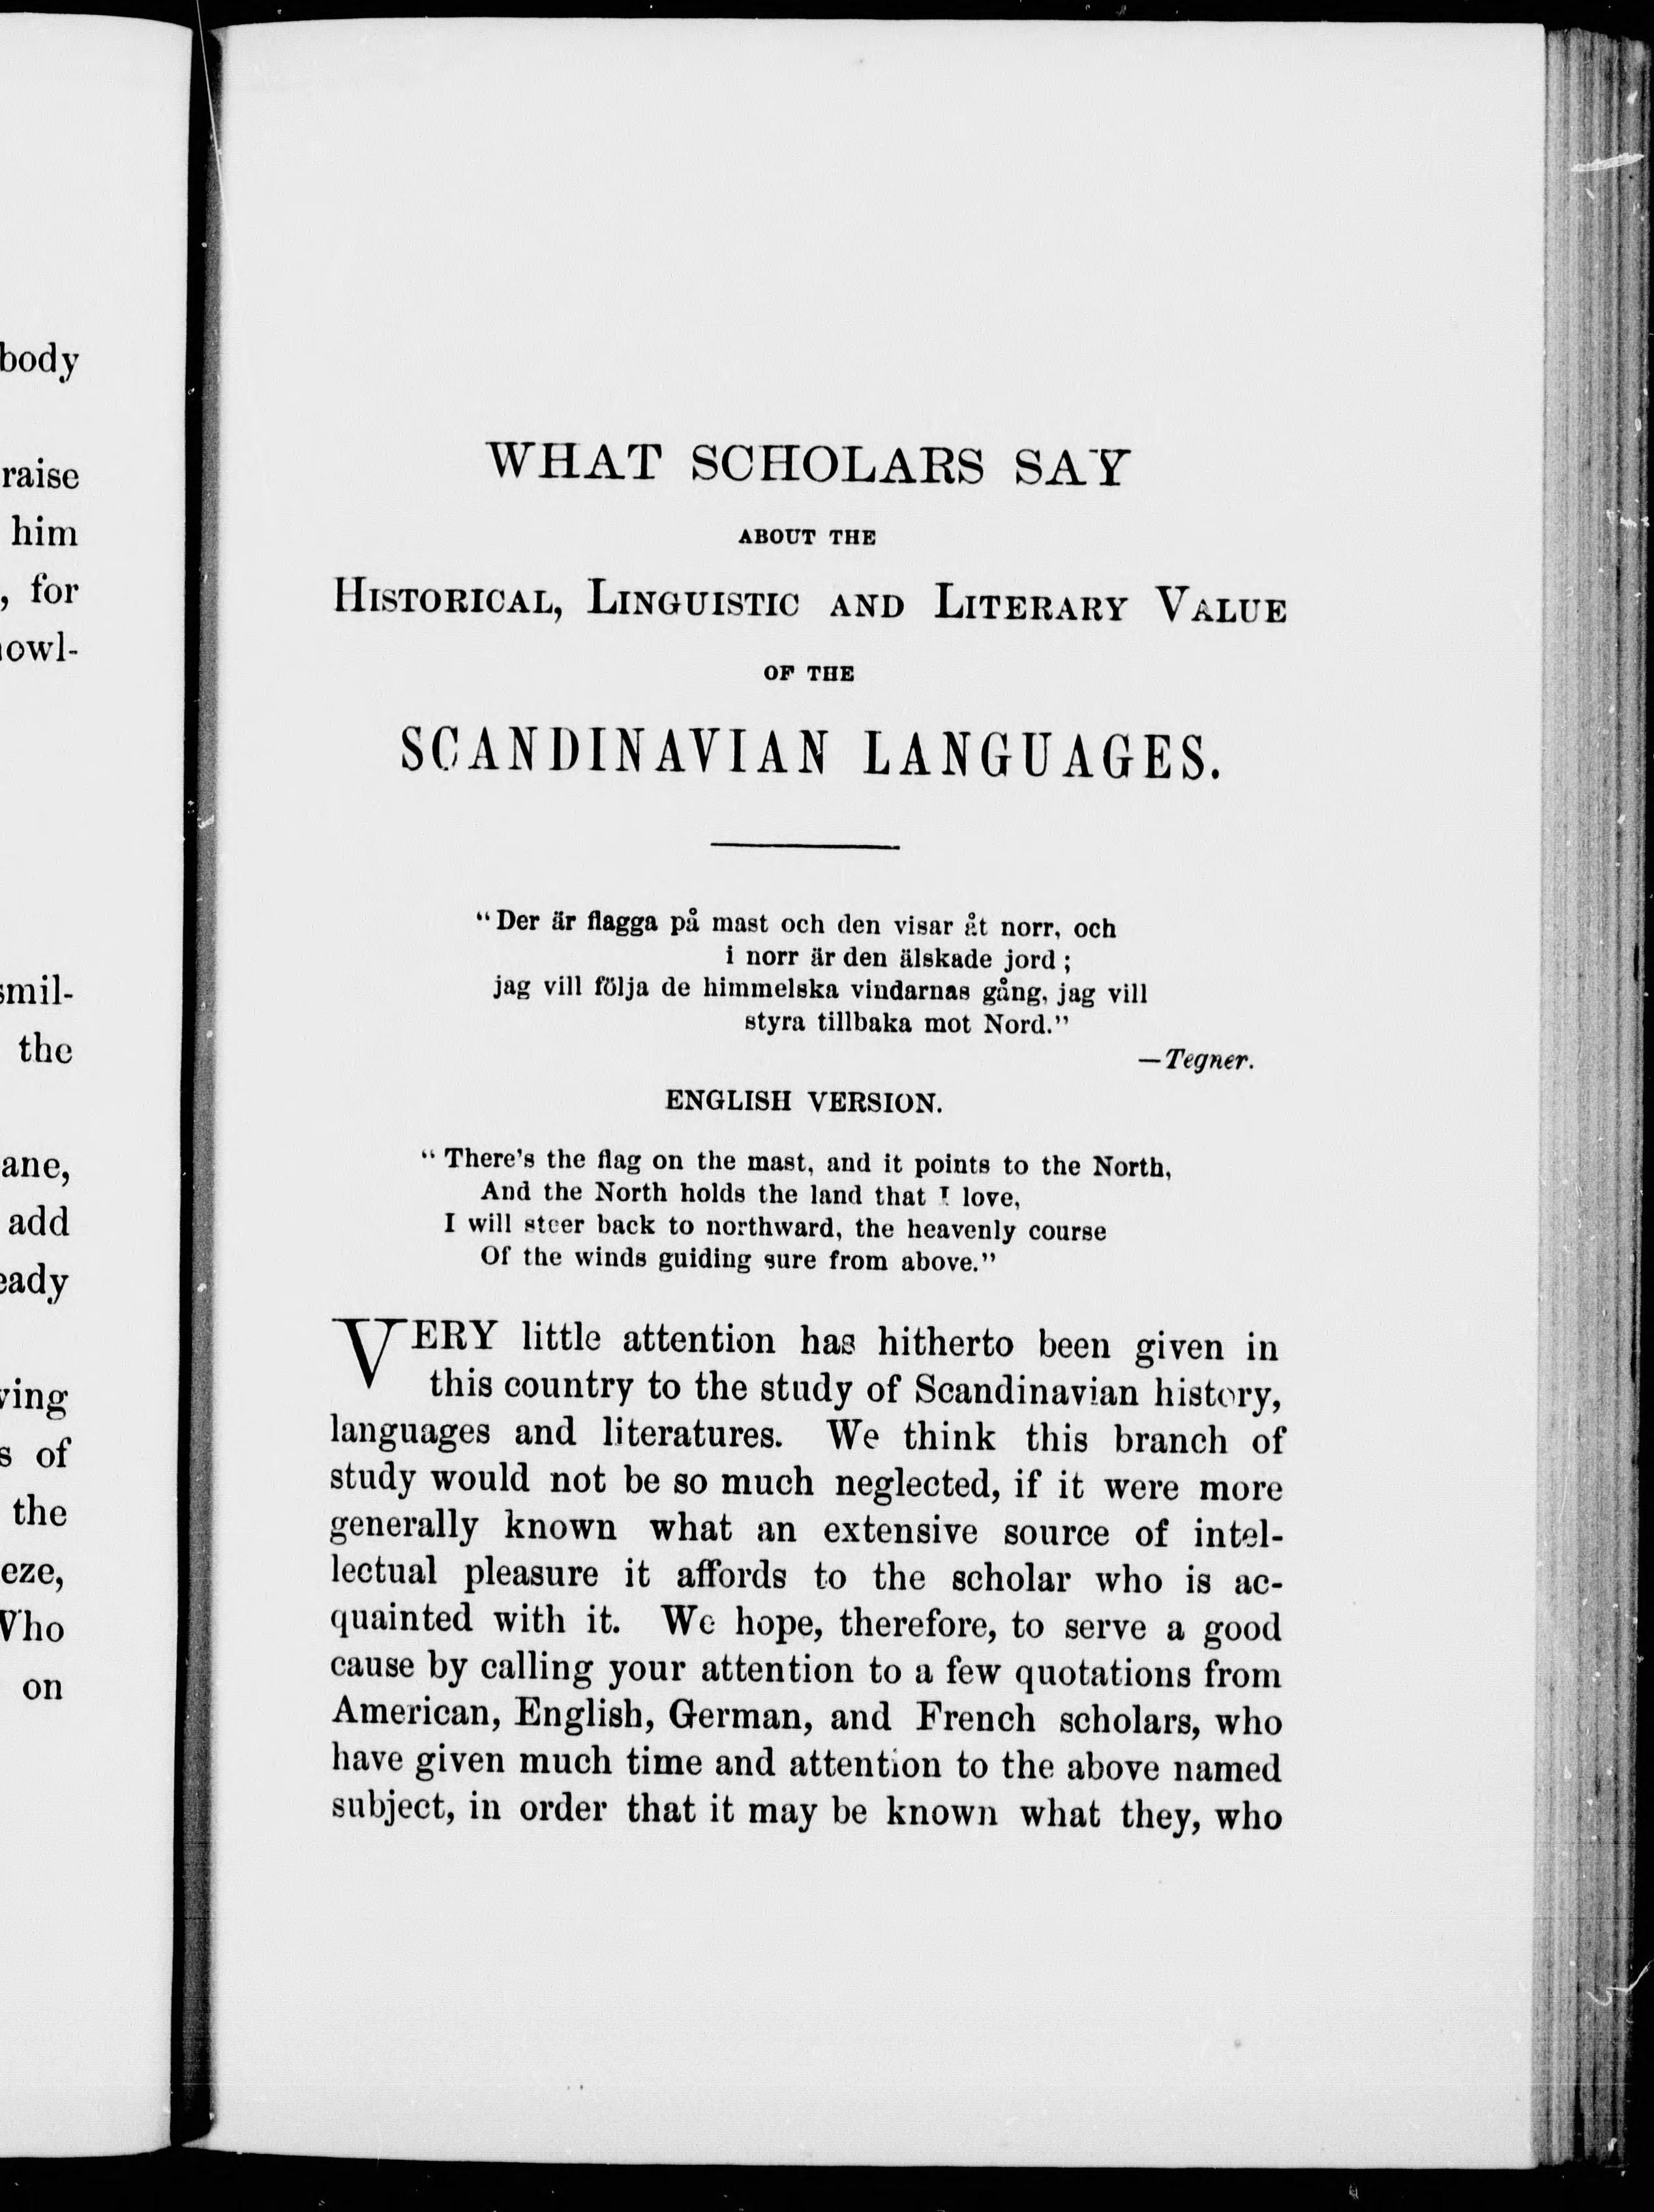 body
raise
him
, for
owl-
smil-
the
ane,
add
eady
ving
s of
the
eze,
Who
on
WHAT SCHOLARS SAY
ABOUT THE
HISTORICAL, LINGUISTIC AND LITERARY VALUE
OF THE
SCANDINAVIAN LANGUAGES.
“Der är flagga på mast och den visar åt norr, och
i norr är den älskade jord ;
jag vill följa de himmelska vindarnas gång, jag vill
styra tillbaka mot Nord.”
—Tegner.
ENGLISH VERSION.
“ There's the flag on the mast, and it points to the North,
And the North holds the land that I love,
I will steer back to northward, the heavenly course
Of the winds guiding sure from above.”
VERY little attention has hitherto been given in
this country to the study of Scandinavian history,
languages and literatures. We think this branch of
study would not be so much neglected, if it were more
generally known what an extensive source of intel-
lectual pleasure it affords to the scholar who is ac-
quainted with it. We hope, therefore, to serve a good
cause by calling your attention to a few quotations from
American, English, German, and French scholars, who
have given much time and attention to the above named
subject, in order that it may be known what they, who